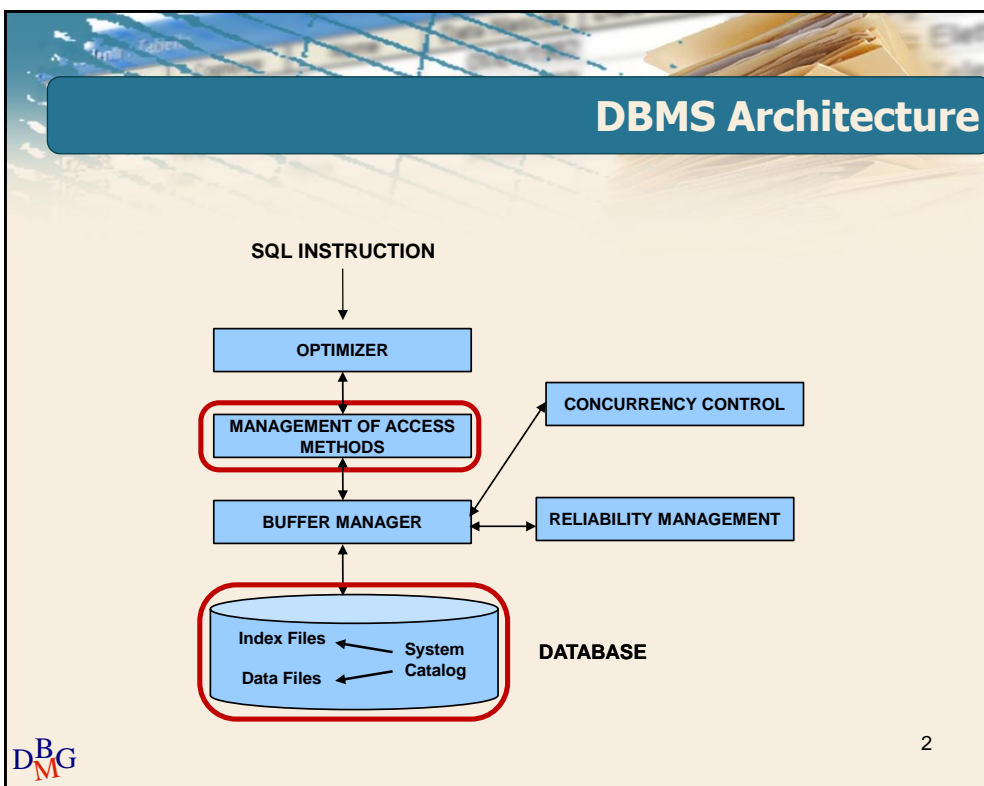 DBMS Architecture
SQL INSTRUCTION
OPTIMIZER
MANAGEMENT OF ACCESS
METHODS
CONCURRENCY CONTROL
BUFFER MANAGER
RELIABILITY MANAGEMENT
Index Files
System
Catalog
Data Files
DATABASE
DBMG
2